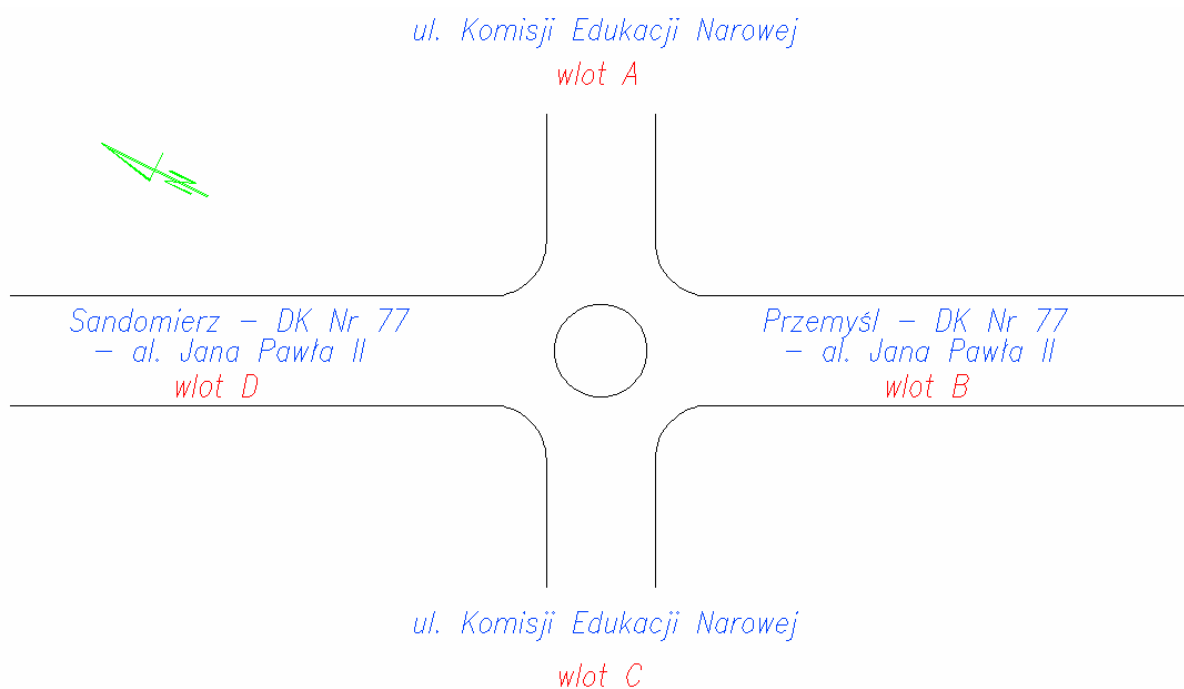 ul. Komisji Edukacji Narowej
wlot A
N
Sandomierz – DK Nr 77
– al. Jana Pawła II
wlot D
Przemyśl – DK Nr 77
– al. Jana Pawła II
wlot B
ul. Komisji Edukacji Narowej
wlot C